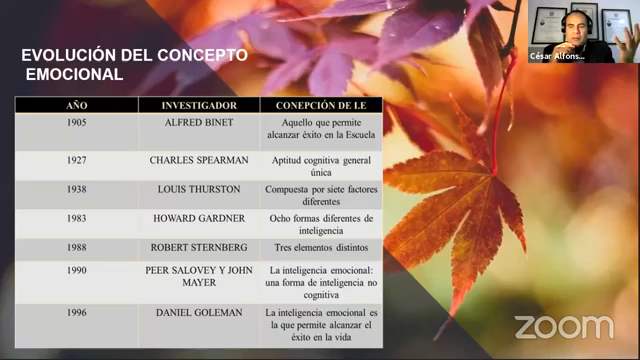 EVOLUCIÓN DEL CONCEPTO
EMOCIONAL
AÑO INVESTIGADOR CONEPCIÓN DE I.E
1905 ALFRED BINET Aquello que permite
alcanzar éxito en la Escuela
1927 CHARLES SPEARMAN Aptitud cognitiva general
única
1938 LOUIS THURSTON Compuesta por siete factores
diferentes
1983 HOWARD GARDNER Ocho formas diferentes de
inteligencia
1988 ROBERT STERNBERG Tres elementos distintos
1990 PEER SALOVEY Y JOHN La inteligencia emocional:
MAYER una forma de inteligencia no
cognitiva
1996 DANIEL GOLEMAN La inteligencia emocional es
la que permite alcanzar el
éxito en la vida
César Alfons...
zoom